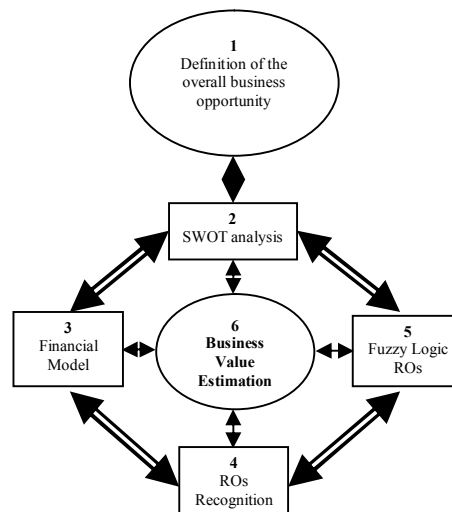 1
Definition of the
overall business
opportunity
2
SWOT analysis
3
Financial
Model
6
Business
Value
Estimation
5
Fuzzy Logic
ROs
4
ROs
Recognition